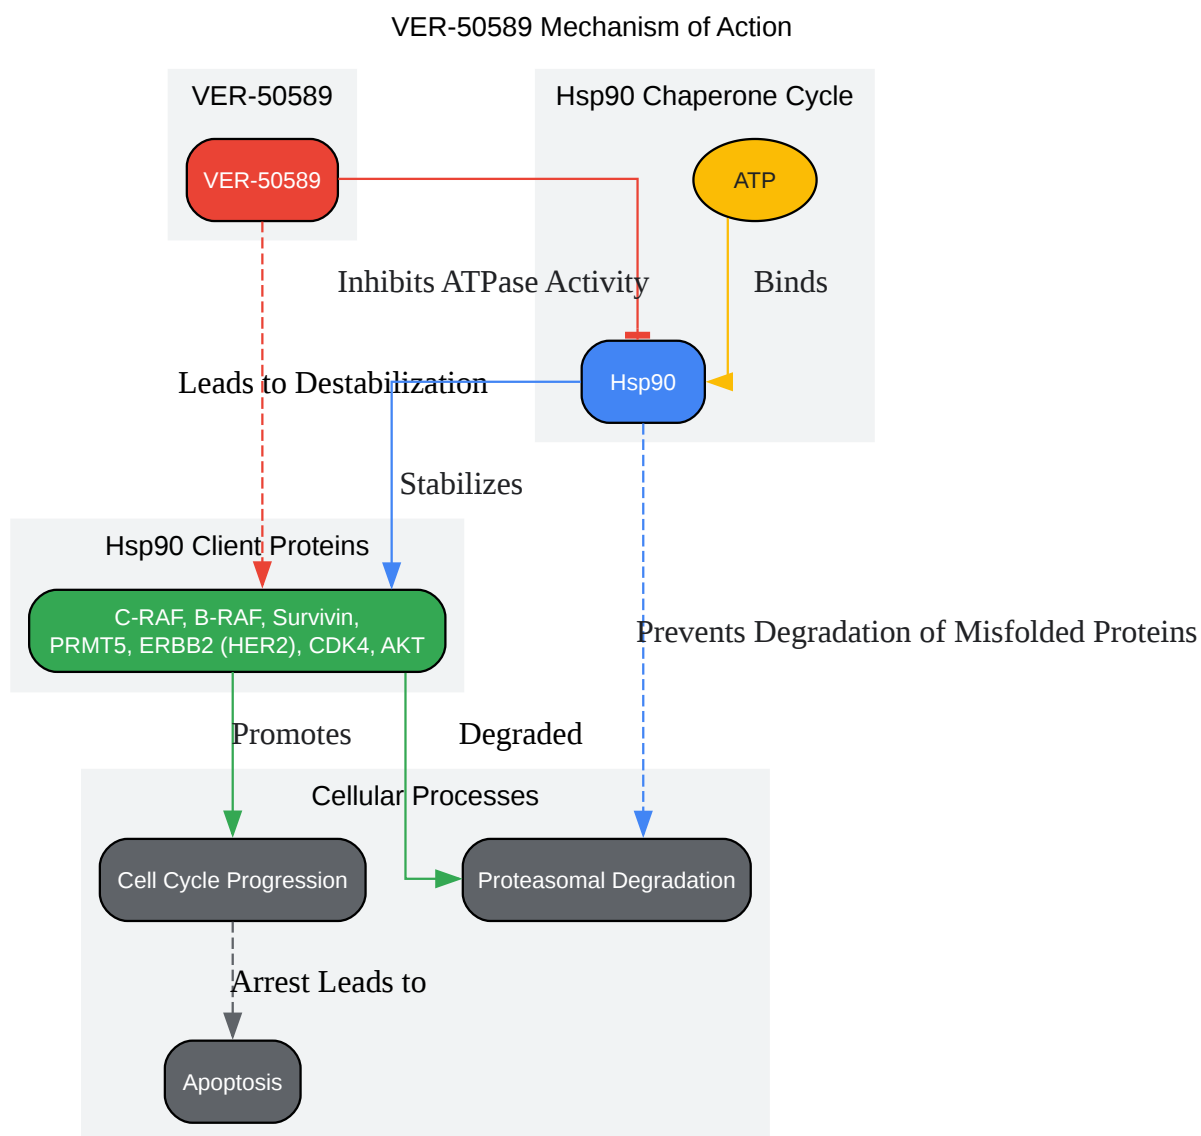 VER-50589 Mechanism of Action
VER-50589
Hsp90 Chaperone Cycle
VER-50589
ATP
Inhibits ATPase Activity
Binds
Leads to Destabilization
Hsp90
Stabilizes
Hsp90 Client Proteins
C-RAF, B-RAF, Survivin,
PRMT5, ERBB2 (HER2), CDK4, AKT
Prevents Degradation of Misfolded Proteins
Promotes
Degraded
Cellular Processes
Cell Cycle Progression
Proteasomal Degradation
Arrest Leads to
Apoptosis